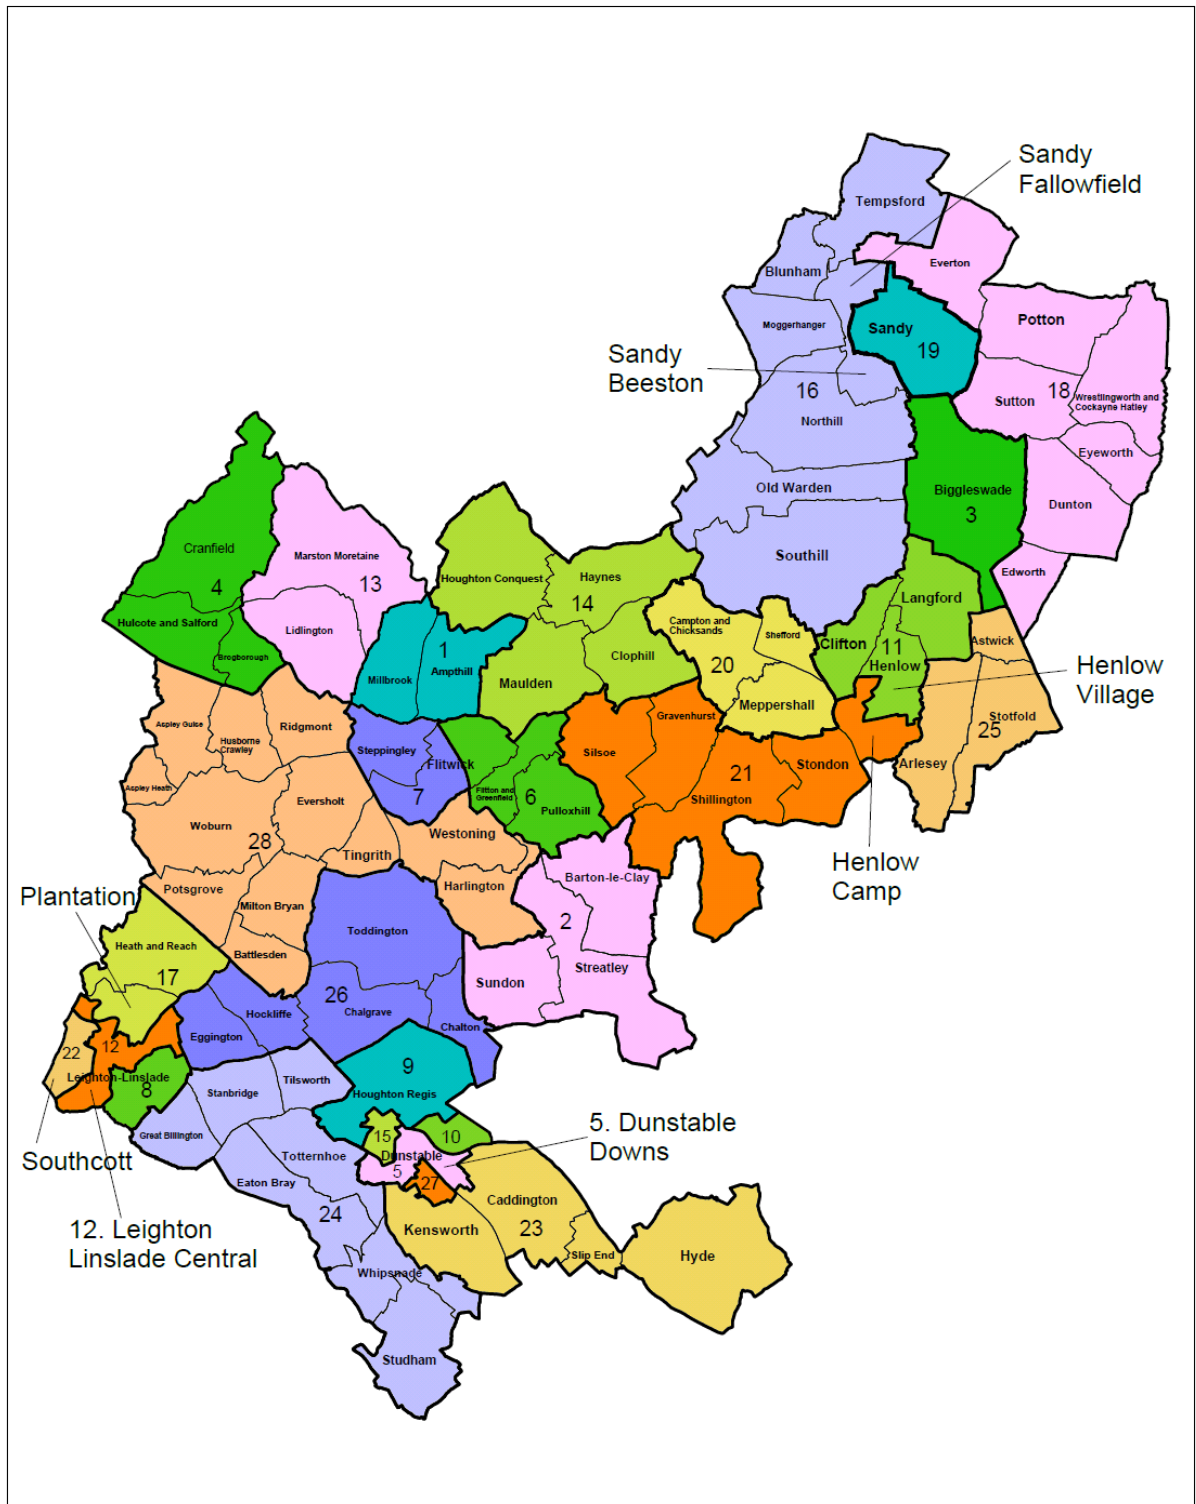 Sandy
Fallowfield
Tempsford
Everton
Blunham
Potton
Moggerhanger
Sandy
19
Sandy
Beeston
16
18
Sutton
Wrestlingworth and
Cockayne Hatley
Northill
Eyeworth
Old Warden
Biggleswade
3
Dunton
Cranfield
4
Marston Moretaine
13
Houghton Conquest
Haynes
14
Southill
Edworth
Langford
Hulcote and Salford
Lidlington
Brogborough
Campton and
Chicksands
Shefford
20
Clifton
11
Henlow
Astwick
Henlow
Village
1
Ampthill
Millbrook
Clophill
Maulden
Meppershall
Stotfold
25
Arlesey
Aspley Guise
Husborne
Crawley
Ridgmont
Steppingley
Flitwick
7
Gravenhurst
Silsoe
21
Shillington
Stondon
Aspley Heath
Eversholt
Flitton and
Greenfield
6
Pulloxhill
Woburn
28
Tingrith
Westoning
Henlow
Camp
Plantation
Potsgrove
Milton Bryan
Harlington
Barton-le-Clay
2
Heath and Reach
17
Battlesden
Toddington
Sundon
Streatley
26
Chalgrave
Hockliffe
Eggington
Chalton
22
12
Leighton-Linslade
8
9
Houghton Regis
Tilsworth
Stanbridge
Great Billington
15
10
5. Dunstable
Downs
Dunstable
5
27
Southcott
Totternhoe
Eaton Bray
24
Caddington
23
Kensworth
Slip End
Hyde
12. Leighton
Linslade Central
Whipsnade
Studham